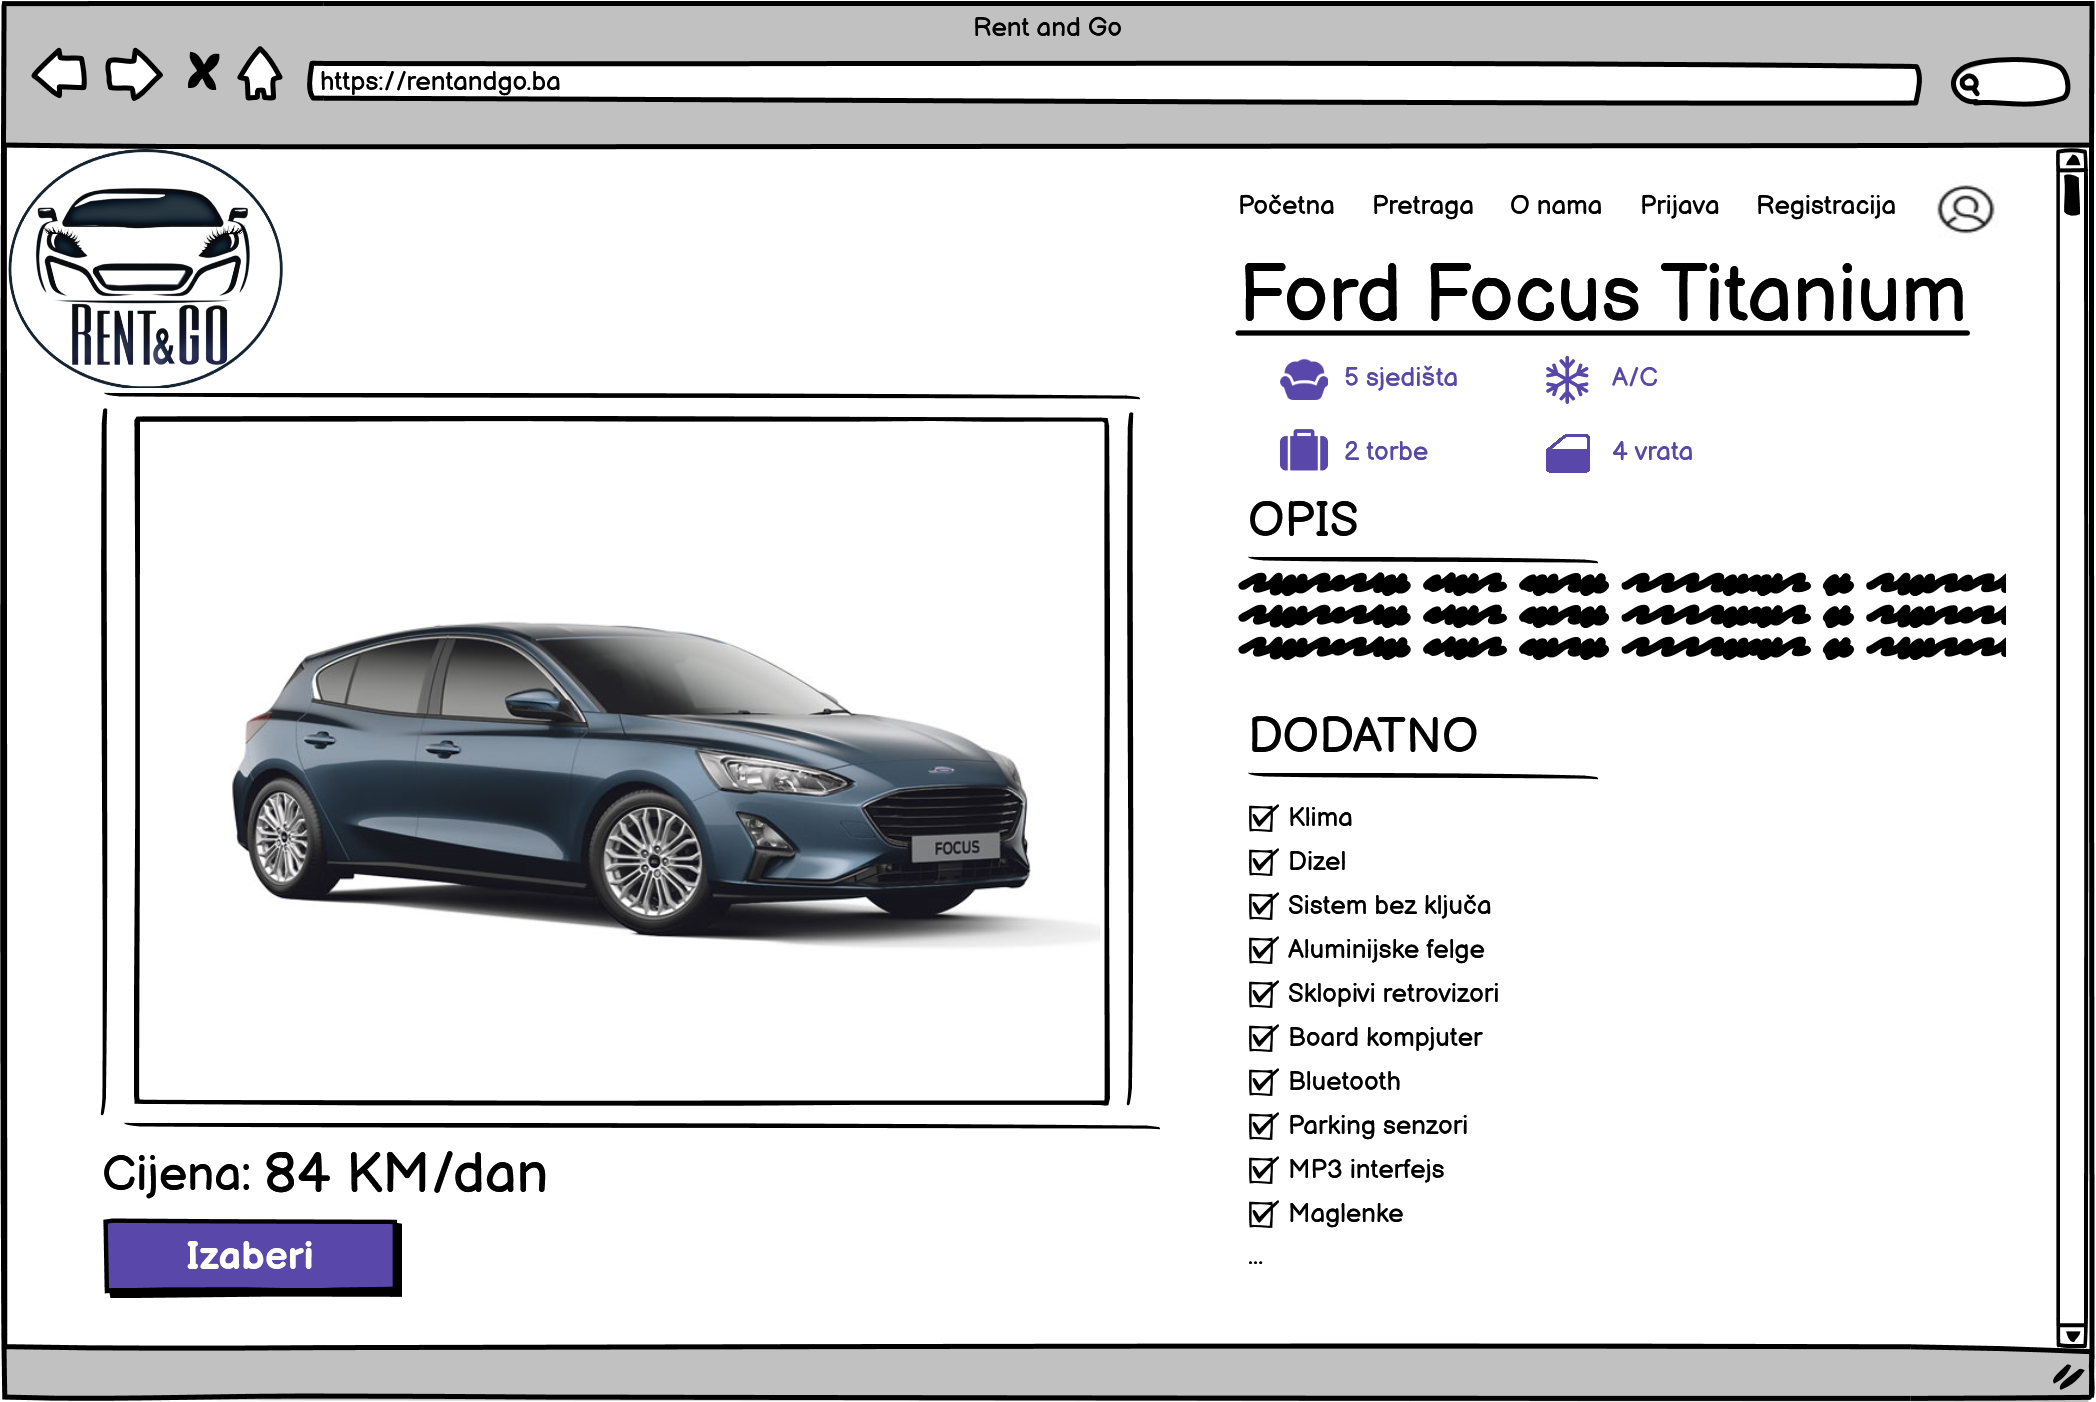 Rent and Go
https://rentandgo.ba
RENT&GO
Početna Pretraga O nama Prijava Registracija
Ford Focus Titanium
5 sjedišta A/C
2 torbe 4 vrata
OPIS
DODATNO
Klima
Dizel
Sistem bez ključa
Aluminijske felge
Sklopivi retrovizori
Board kompjuter
Bluetooth
Parking senzori
MP3 interfejs
Maglenke
...
FOCUS
Cijena: 84 KM/dan
Izaberi